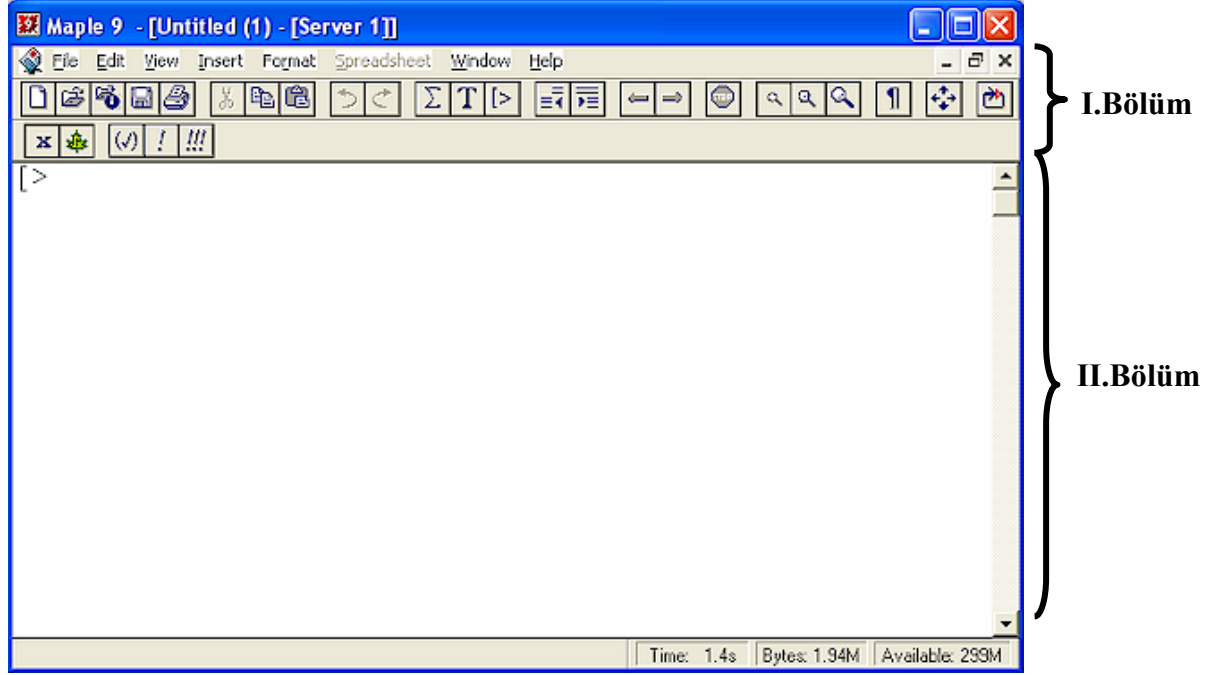 Maple 9 - [Untitled (1) - [Server 1]]
File Edit View Insert Format Spreadsheet Window Help
Σ T [>
STOP
¶
x (√) ! !!!
[>
I.Bölüm
II.Bölüm
Time: 1.4s Bytes: 1.94M Available: 299M